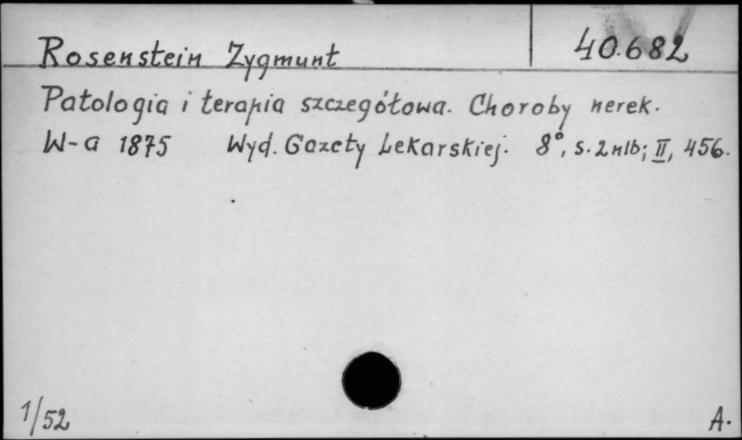 Rosenstein Zygmunt 40.682
Patologia i terapia szczegółowa. Choroby nerek.
W-a 1875 Wyd. Gazety Lekarskiej. 8°, s. 2 nlb; II, 456.
1/52 A.